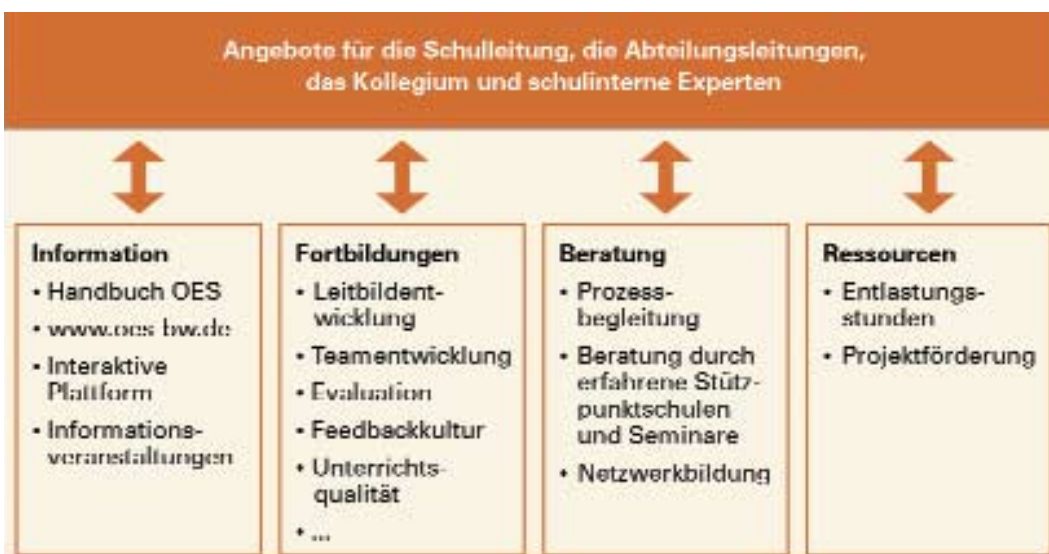 Angebote für die Schulleitung, die Abteilungsleitungen,
das Kollegium und schulinterne Experten
Information
• Handbuch OES
• www.oes-bw.de
• Interaktive
Plattform
• Informations-
veranstaltungen
Fortbildungen
• Leitbildent-
wicklung
• Teamentwicklung
• Evaluation
• Feedbackkultur
• Unterrichts-
qualität
• ...
Beratung
• Prozess-
begleitung
• Beratung durch
erfahrene Stütz-
punktschulen
und Seminare
• Netzwerkbildung
Ressourcen
• Entlastungs-
stunden
• Projektförderung